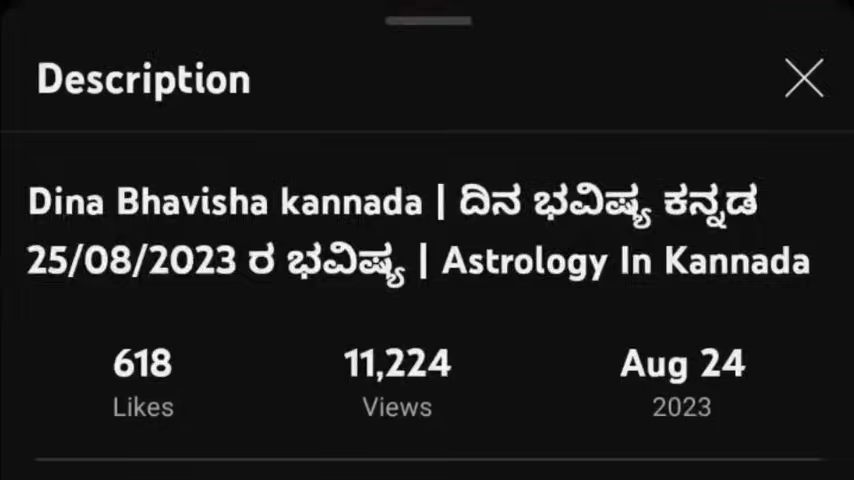 Description
Dina Bhavisha kannada | ದಿನ ಭವಿಷ್ಯ ಕನ್ನಡ
25/08/2023 ರ ಭವಿಷ್ಯ | Astrology In Kannada
618 11,224 Aug 24
Likes Views 2023